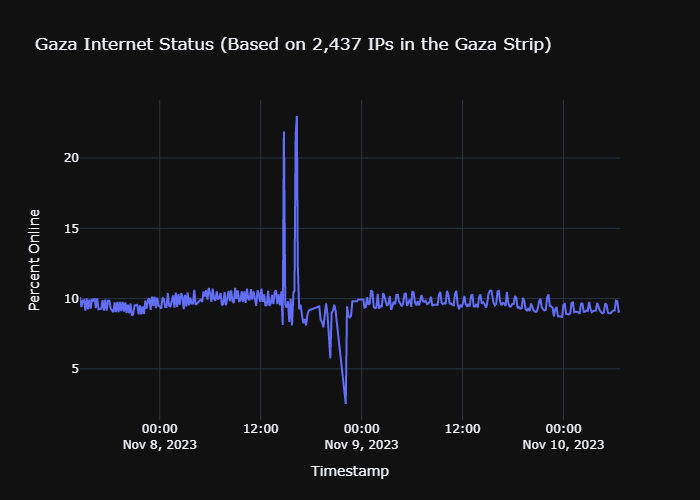 Gaza Internet Status (Based on 2,437 IPs in the Gaza Strip)
Percent Online
20
15
10
5
00:00 12:00 00:00 12:00 00:00
Nov 8, 2023 Nov 9, 2023 Nov 10, 2023
Timestamp